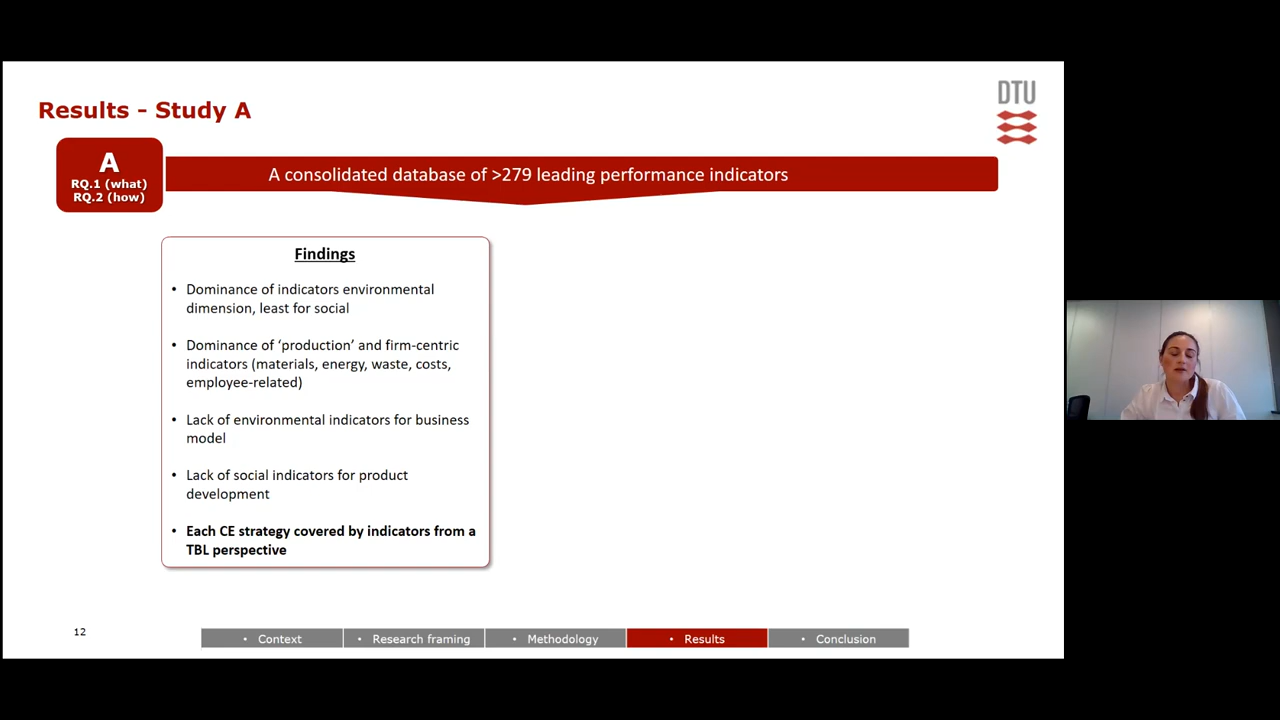 Results - Study A
DTU
A
RQ.1 (what)
RQ.2 (how)
A consolidated database of >279 leading performance indicators
Findings
• Dominance of indicators environmental
dimension, least for social
• Dominance of ‘production’ and firm-centric
indicators (materials, energy, waste, costs,
employee-related)
• Lack of environmental indicators for business
model
• Lack of social indicators for product
development
• Each CE strategy covered by indicators from a
TBL perspective
12
• Context
• Research framing
• Methodology
• Results
• Conclusion